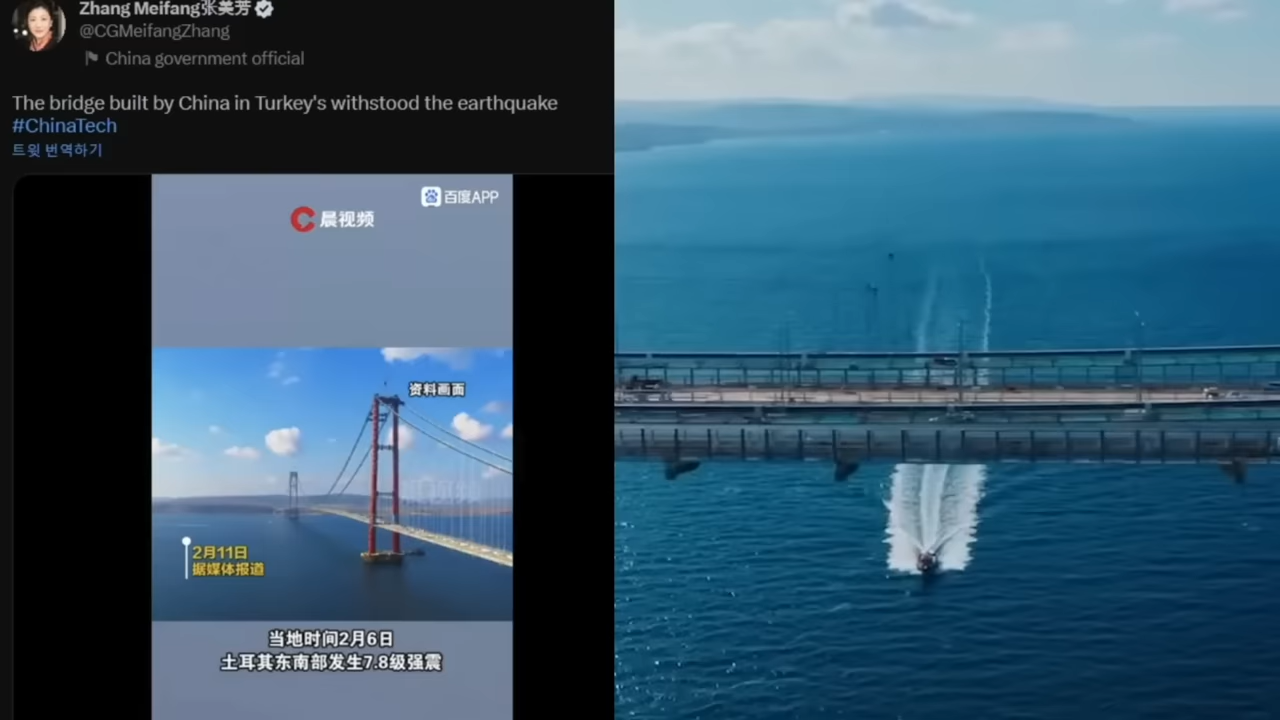 Zhang Meifang张美芳
@CGMeifangZhang
China government official
The bridge built by China in Turkey's withstood the earthquake
#ChinaTech
트윗 번역하기
百度APP
晨视频
资料画面
2月11日
据媒体报道
当地时间2月6日
土耳其东南部发生7.8级强震